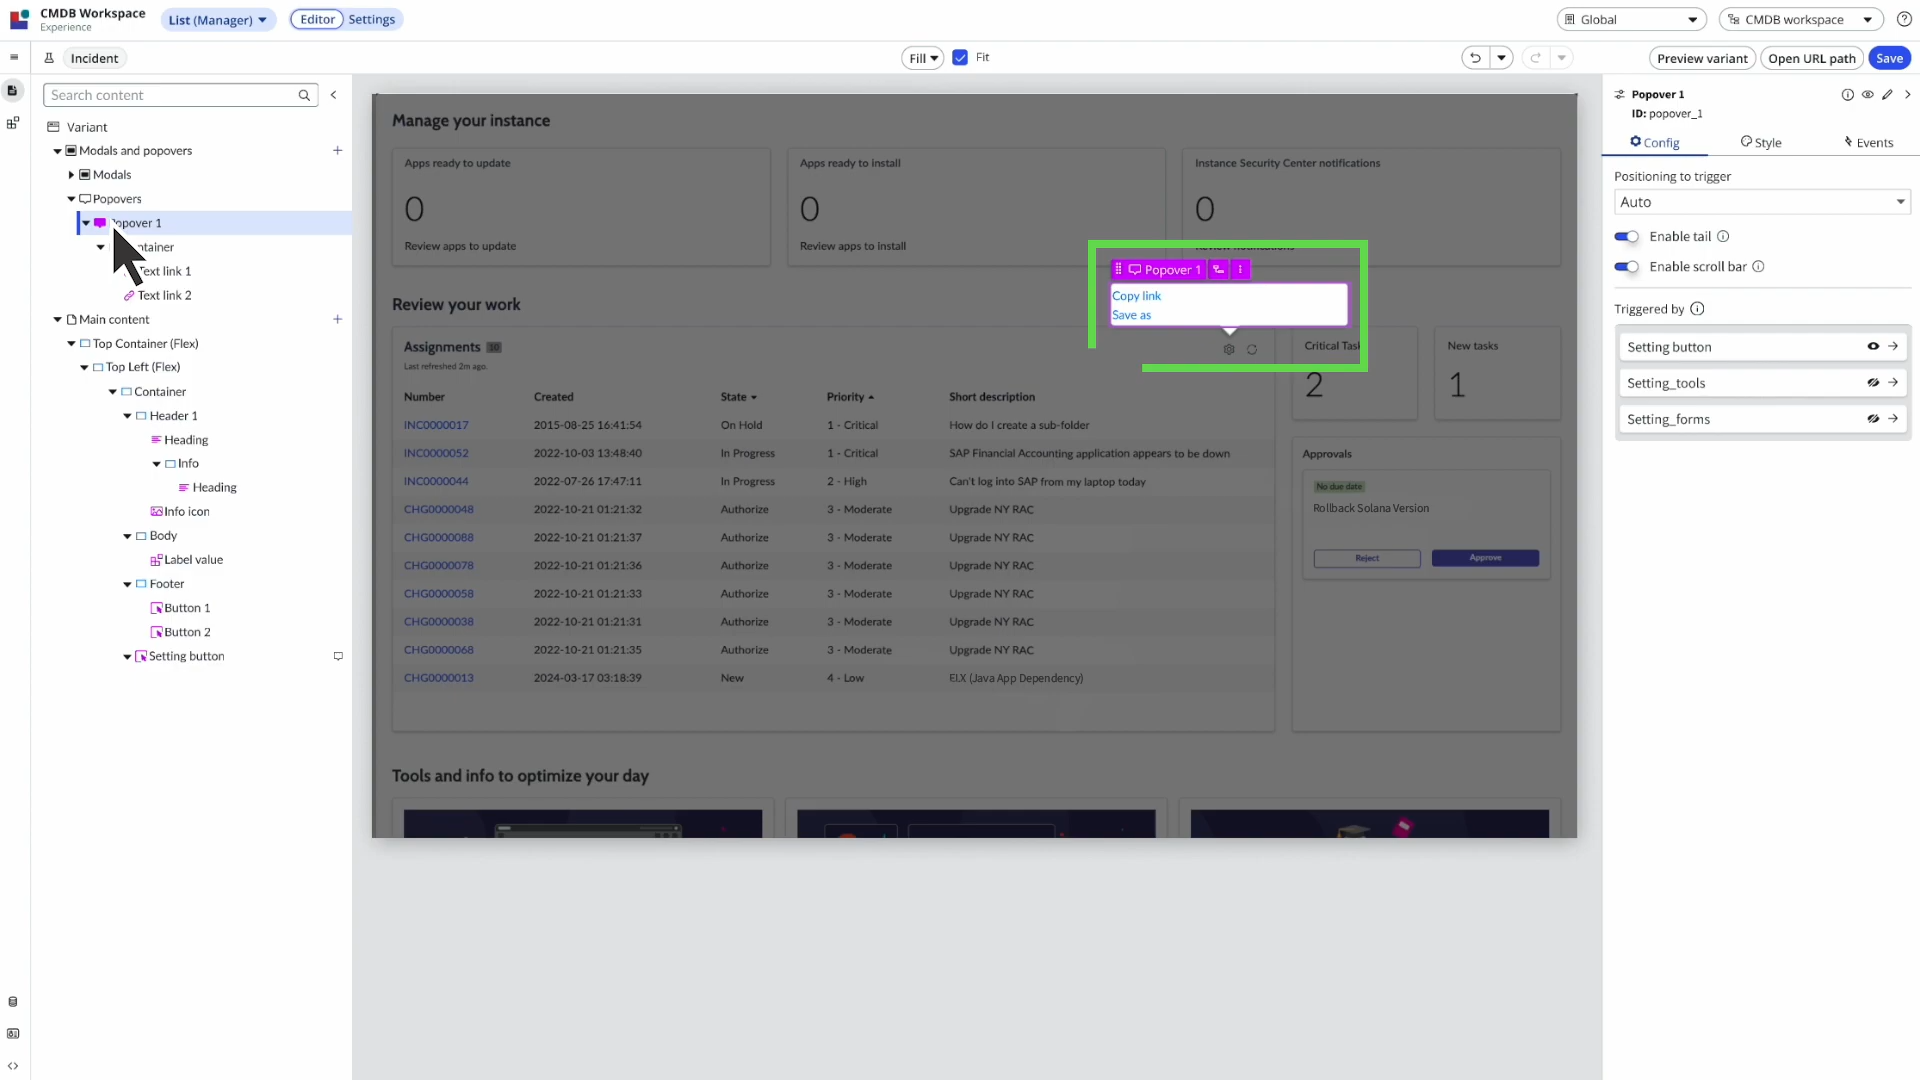 CMDB Workspace
Experience
List (Manager)
Editor
Settings
Global
CMDB workspace
Incident
Fill
Fit
Preview variant
Open URL path
Save
Search content
Variant
Modals and popovers
Modals
Popovers
Popover 1
Text link 1
Text link 2
Main content
Top Container (Flex)
Top Left (Flex)
Container
Header 1
Heading
Info
Heading
Info icon
Body
Label value
Footer
Button 1
Button 2
Setting button
Manage your instance
Apps ready to update
0
Review apps to update
Apps ready to install
0
Review apps to install
Instance Security Center notifications
0
Popover 1
Copy link
Save as
Review your work
Assignments 10
Last refreshed 2m ago.
Number Created State Priority Short description
INC0000017 2015-08-25 16:41:54 On Hold 1 - Critical How do I create a sub-folder
INC0000052 2022-10-03 13:48:40 In Progress 1 - Critical SAP Financial Accounting application appears to be down
INC0000044 2022-07-26 17:47:11 In Progress 2 - High Can't log into SAP from my laptop today
CHG0000048 2022-10-21 01:21:32 Authorize 3 - Moderate Upgrade NY RAC
CHG0000088 2022-10-21 01:21:37 Authorize 3 - Moderate Upgrade NY RAC
CHG0000078 2022-10-21 01:21:36 Authorize 3 - Moderate Upgrade NY RAC
CHG0000058 2022-10-21 01:21:33 Authorize 3 - Moderate Upgrade NY RAC
CHG0000038 2022-10-21 01:21:31 Authorize 3 - Moderate Upgrade NY RAC
CHG0000068 2022-10-21 01:21:35 Authorize 3 - Moderate Upgrade NY RAC
CHG0000013 2024-03-17 03:18:39 New 4 - Low EI.X (Java App Dependency)
Critical Task
2
New tasks
1
Approvals
No due date
Rollback Solana Version
Reject
Approve
Tools and info to optimize your day
Popover 1
ID: popover_1
Config
Style
Events
Positioning to trigger
Auto
Enable tail
Enable scroll bar
Triggered by
Setting button
Setting_tools
Setting_forms